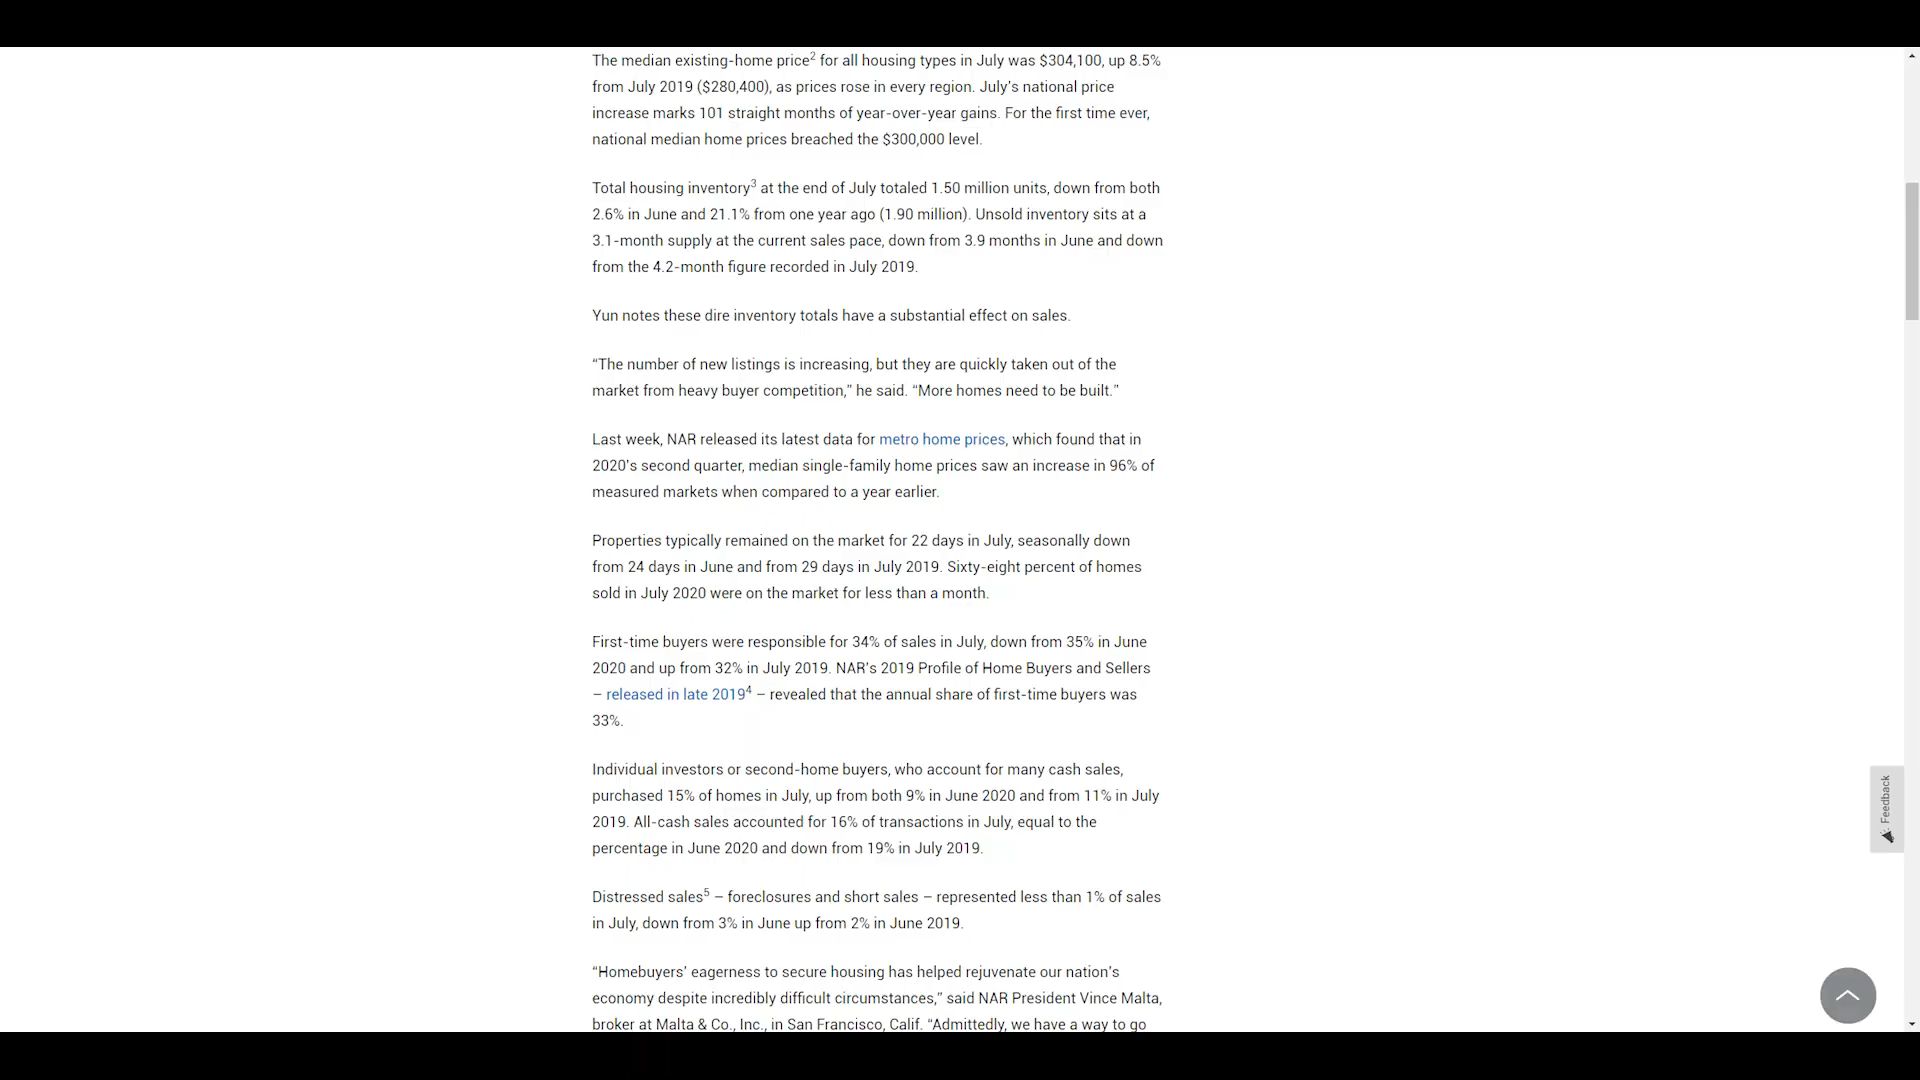 The median existing-home price2 for all housing types in July was $304,100, up 8.5%
from July 2019 ($280,400), as prices rose in every region. July's national price
increase marks 101 straight months of year-over-year gains. For the first time ever,
national median home prices breached the $300,000 level.
Total housing inventory3 at the end of July totaled 1.50 million units, down from both
2.6% in June and 21.1% from one year ago (1.90 million). Unsold inventory sits at a
3.1-month supply at the current sales pace, down from 3.9 months in June and down
from the 4.2-month figure recorded in July 2019.
Yun notes these dire inventory totals have a substantial effect on sales.
“The number of new listings is increasing, but they are quickly taken out of the
market from heavy buyer competition,” he said. “More homes need to be built.”
Last week, NAR released its latest data for metro home prices, which found that in
2020's second quarter, median single-family home prices saw an increase in 96% of
measured markets when compared to a year earlier.
Properties typically remained on the market for 22 days in July, seasonally down
from 24 days in June and from 29 days in July 2019. Sixty-eight percent of homes
sold in July 2020 were on the market for less than a month.
First-time buyers were responsible for 34% of sales in July, down from 35% in June
2020 and up from 32% in July 2019. NAR's 2019 Profile of Home Buyers and Sellers
– released in late 20194 – revealed that the annual share of first-time buyers was
33%.
Individual investors or second-home buyers, who account for many cash sales,
purchased 15% of homes in July, up from both 9% in June 2020 and from 11% in July
2019. All-cash sales accounted for 16% of transactions in July, equal to the
percentage in June 2020 and down from 19% in July 2019.
Distressed sales5 – foreclosures and short sales – represented less than 1% of sales
in July, down from 3% in June up from 2% in June 2019.
“Homebuyers' eagerness to secure housing has helped rejuvenate our nation's
economy despite incredibly difficult circumstances,” said NAR President Vince Malta,
broker at Malta & Co., Inc., in San Francisco, Calif. “Admittedly, we have a way to go
Feedback